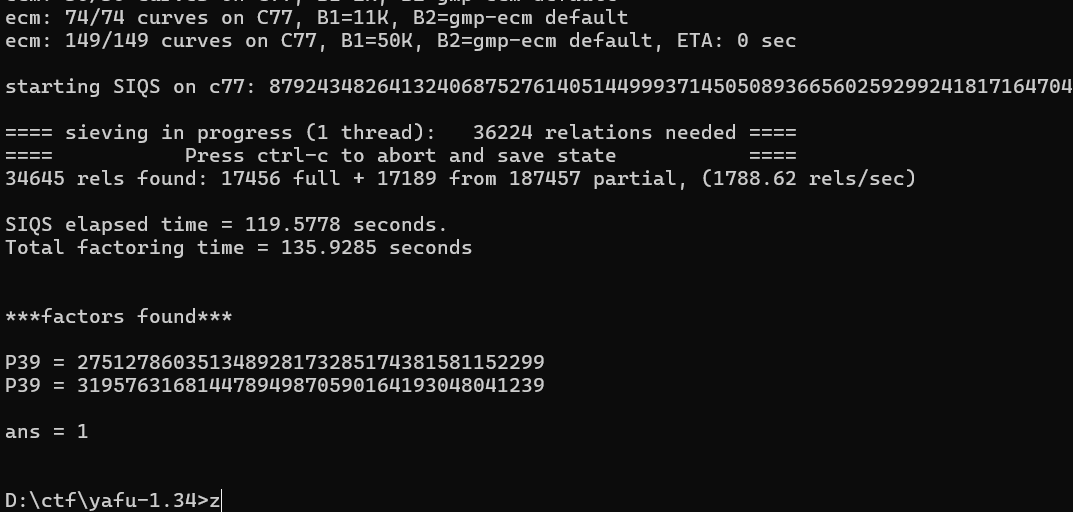 ecm: 74/74 curves on C77, B1=11K, B2=gmp-ecm default
ecm: 149/149 curves on C77, B1=50K, B2=gmp-ecm default, ETA: 0 sec
starting SIQS on c77: 8792434826413240687527614051449993714505089366560259299241817164704
==== sieving in progress (1 thread):   36224 relations needed ====
====           Press ctrl-c to abort and save state           ====
34645 rels found: 17456 full + 17189 from 187457 partial, (1788.62 rels/sec)
SIQS elapsed time = 119.5778 seconds.
Total factoring time = 135.9285 seconds
***factors found***
P39 = 275127860351348928173285174381581152299
P39 = 319576316814478949870590164193048041239
ans = 1
D:\ctf\yafu-1.34>z